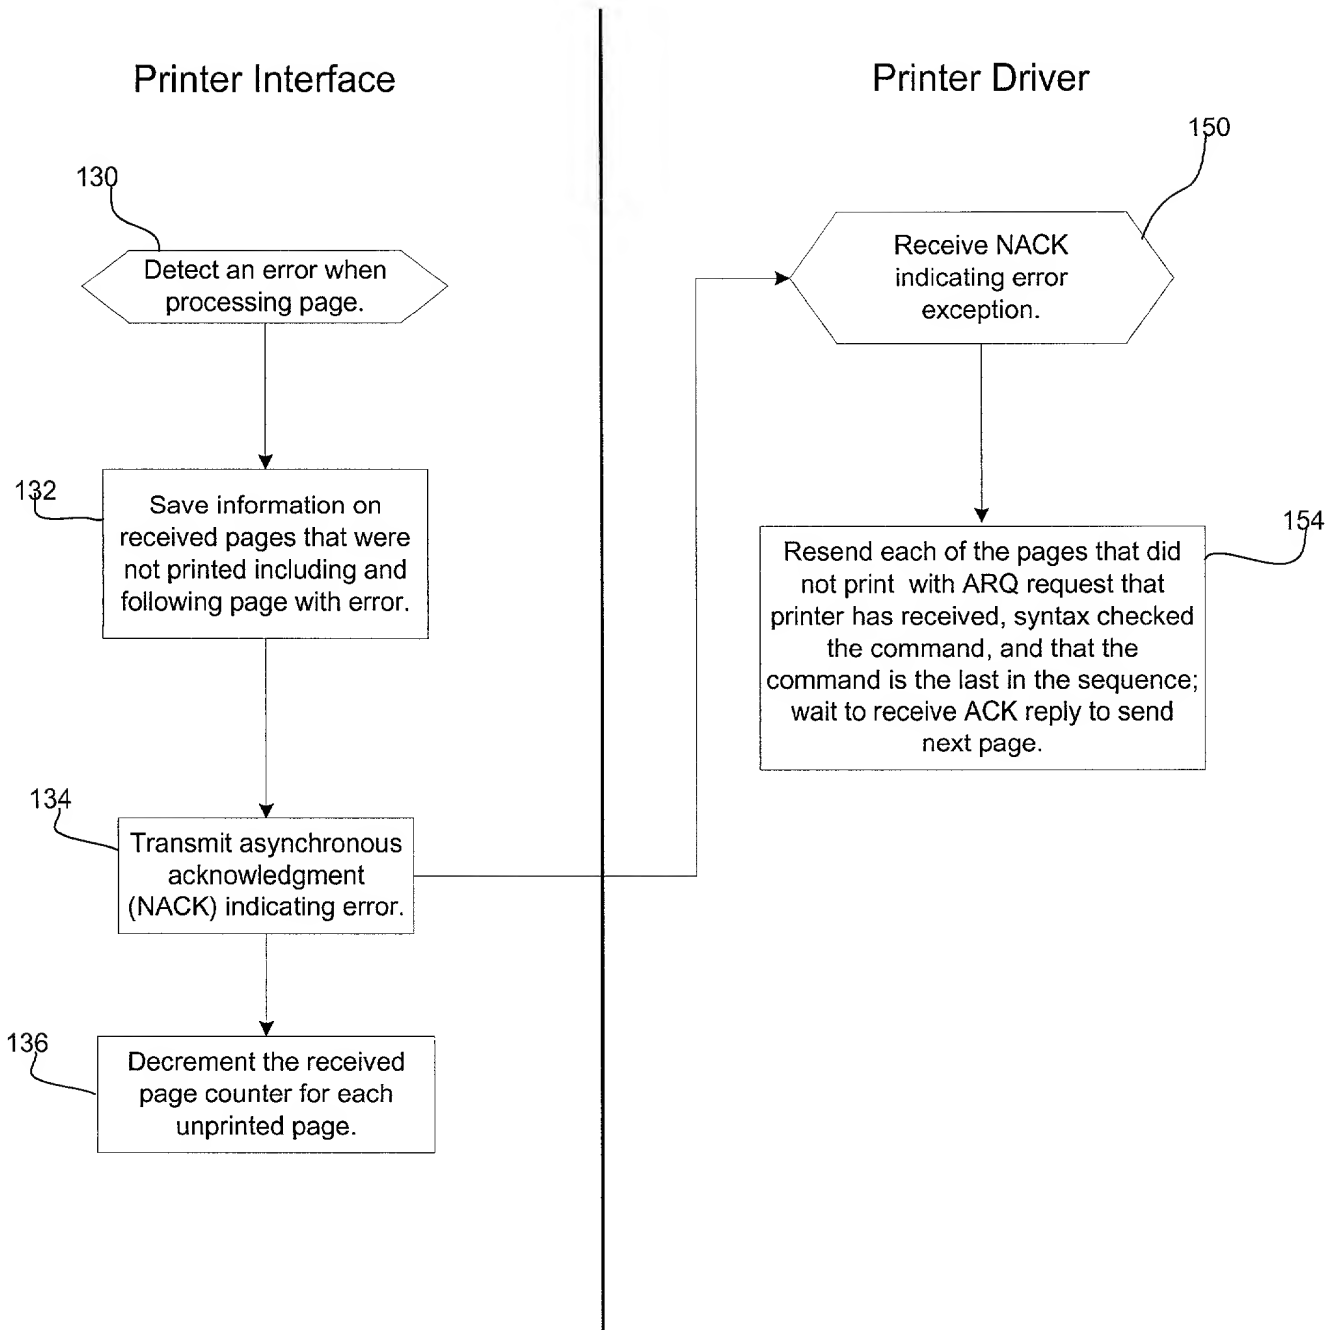 Printer Interface
130
Detect an error when
processing page.
132
Save information on
received pages that were
not printed including and
following page with error.
134
Transmit asynchronous
acknowledgment
(NACK) indicating error.
136
Decrement the received
page counter for each
unprinted page.
Printer Driver
150
Receive NACK
indicating error
exception.
154
Resend each of the pages that did
not print with ARQ request that
printer has received, syntax checked
the command, and that the
command is the last in the sequence;
wait to receive ACK reply to send
next page.